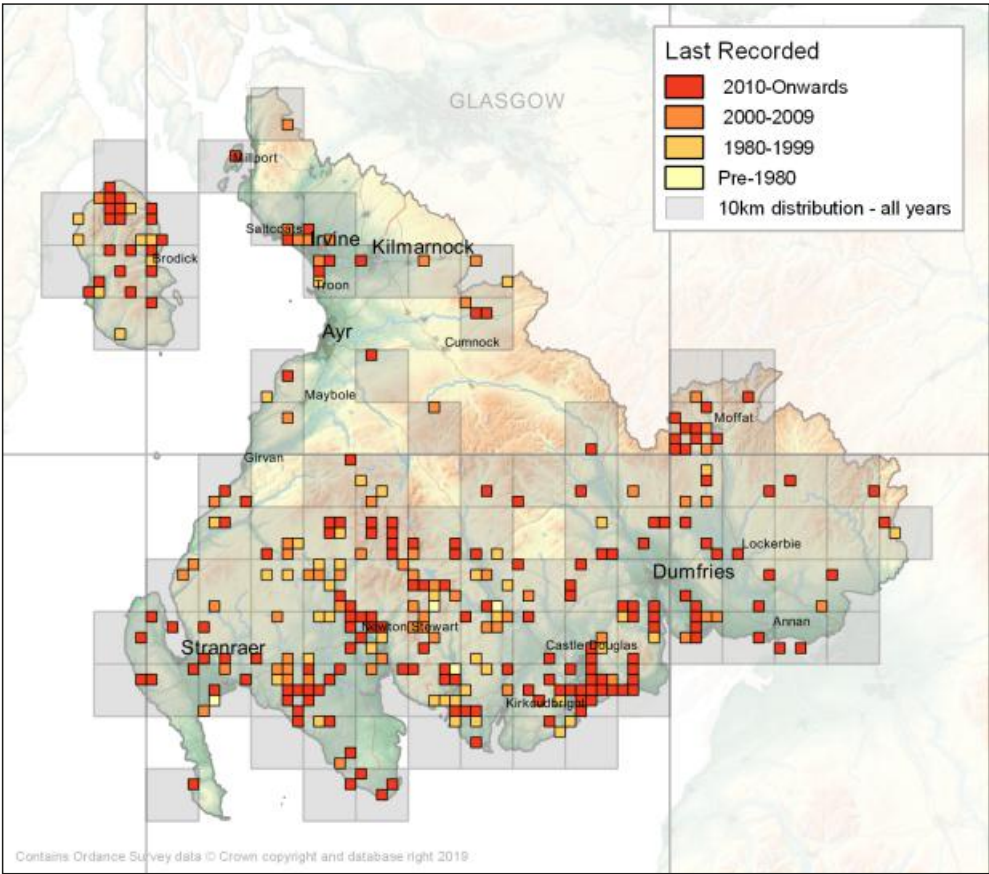 GLASGOW
Last Recorded
2010-Onwards
2000-2009
1980-1999
Pre-1980
10km distribution - all years
Millport
Saltcoats
Irvine
Kilmarnock
Brodick
Troon
Ayr
Cumnock
Maybole
Moffat
Girvan
Lockerbie
Dumfries
Newton Stewart
Annan
Stranraer
Castle Douglas
Kirkcudbright
Contains Ordance Survey data © Crown copyright and database right 2019